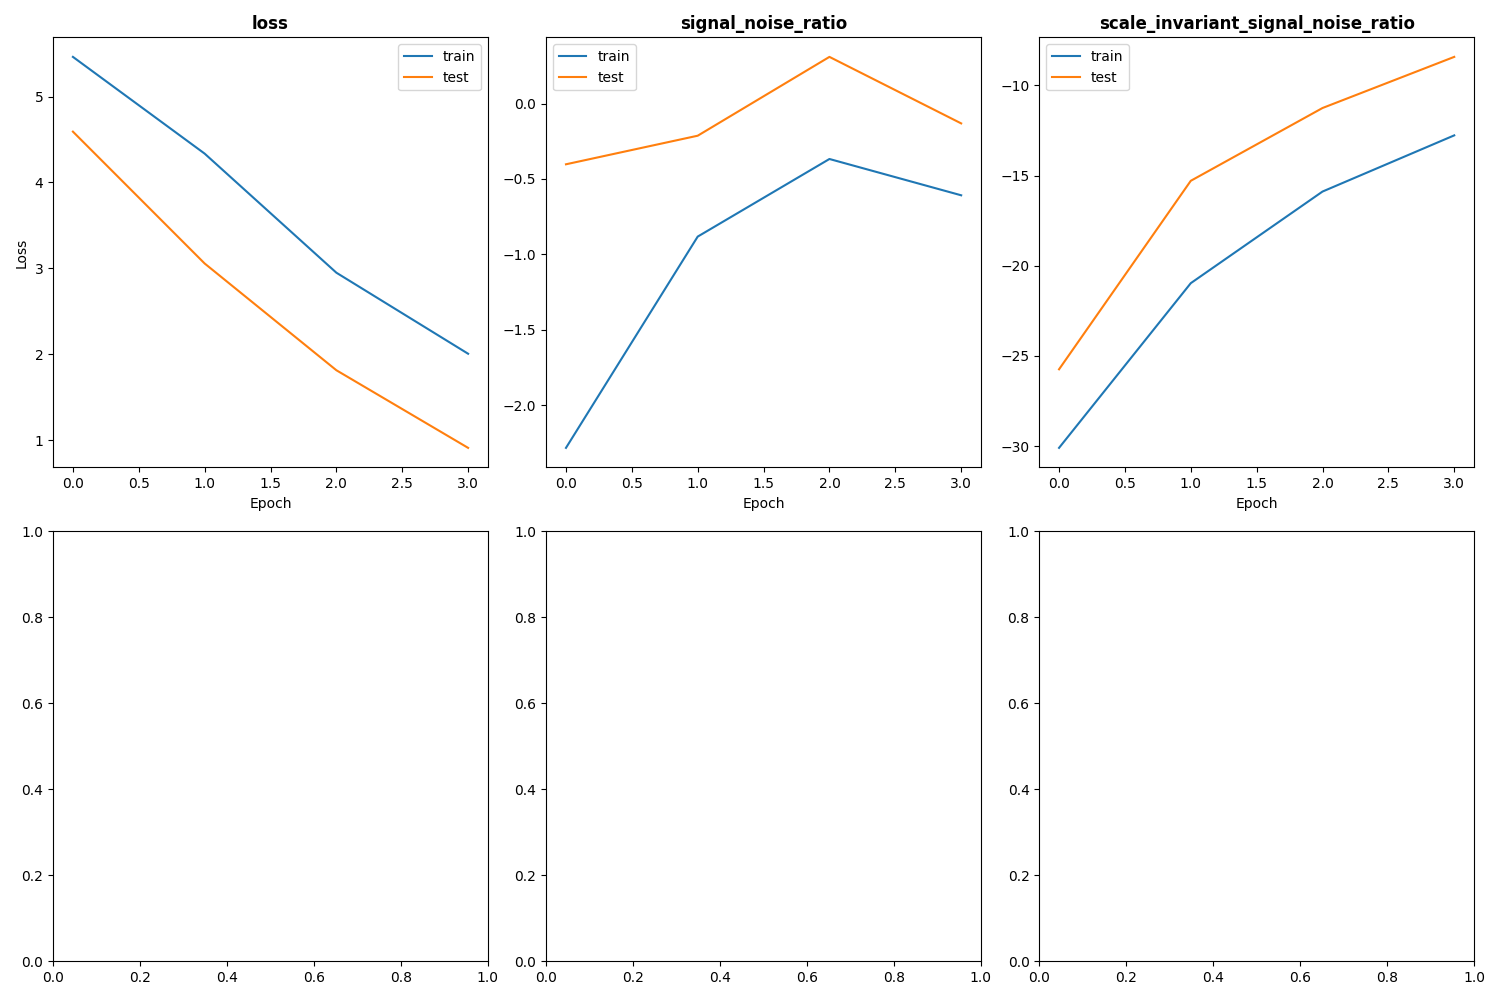 loss
signal_noise_ratio
scale_invariant_signal_noise_ratio
train
test
train
test
train
test
Loss
5
4
3
2
1
0.0
−0.5
−1.0
−1.5
−2.0
−10
−15
−20
−25
−30
0.0 0.5 1.0 1.5 2.0 2.5 3.0
0.0 0.5 1.0 1.5 2.0 2.5 3.0
0.0 0.5 1.0 1.5 2.0 2.5 3.0
Epoch
Epoch
Epoch
1.0
0.8
0.6
0.4
0.2
0.0
0.0 0.2 0.4 0.6 0.8 1.0
1.0
0.8
0.6
0.4
0.2
0.0
0.0 0.2 0.4 0.6 0.8 1.0
1.0
0.8
0.6
0.4
0.2
0.0
0.0 0.2 0.4 0.6 0.8 1.0